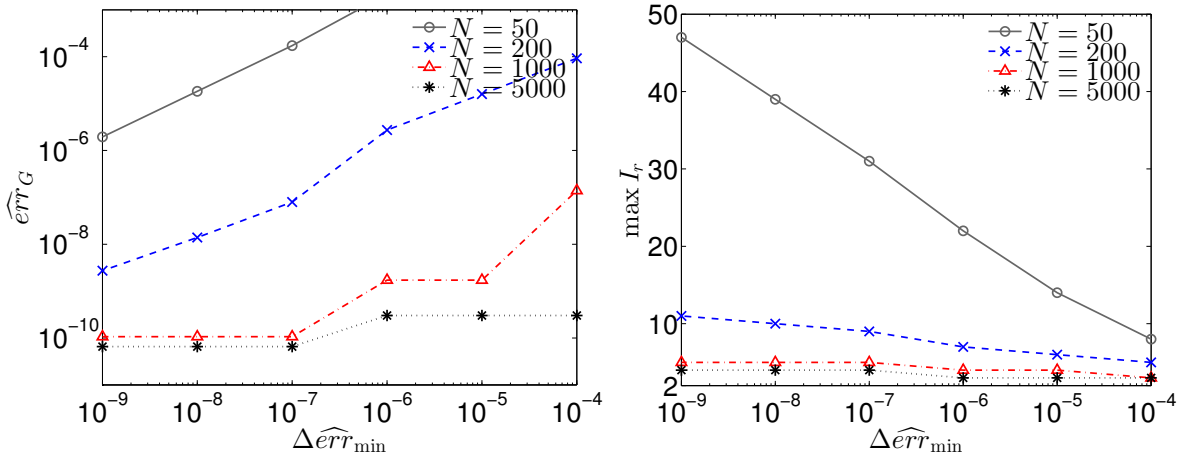 10⁻⁴
10⁻⁶
10⁻⁸
10⁻¹⁰
$\widehat{err}_G$
N = 50
N = 200
N = 1000
N = 5000
10⁻⁹ 10⁻⁸ 10⁻⁷ 10⁻⁶ 10⁻⁵ 10⁻⁴
$\Delta\widehat{err}_{\min}$
50
40
30
20
10
2
max I_r
N = 50
N = 200
N = 1000
N = 5000
10⁻⁹ 10⁻⁸ 10⁻⁷ 10⁻⁶ 10⁻⁵ 10⁻⁴
$\Delta\widehat{err}_{\min}$